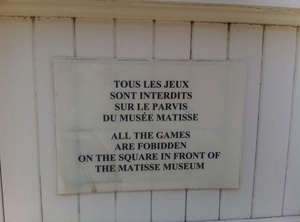 TOUS LES JEUX
SONT INTERDITS
SUR LE PARVIS
DU MUSÉE MATISSE
ALL THE GAMES
ARE FOBIDDEN
ON THE SQUARE IN FRONT OF
THE MATISSE MUSEUM